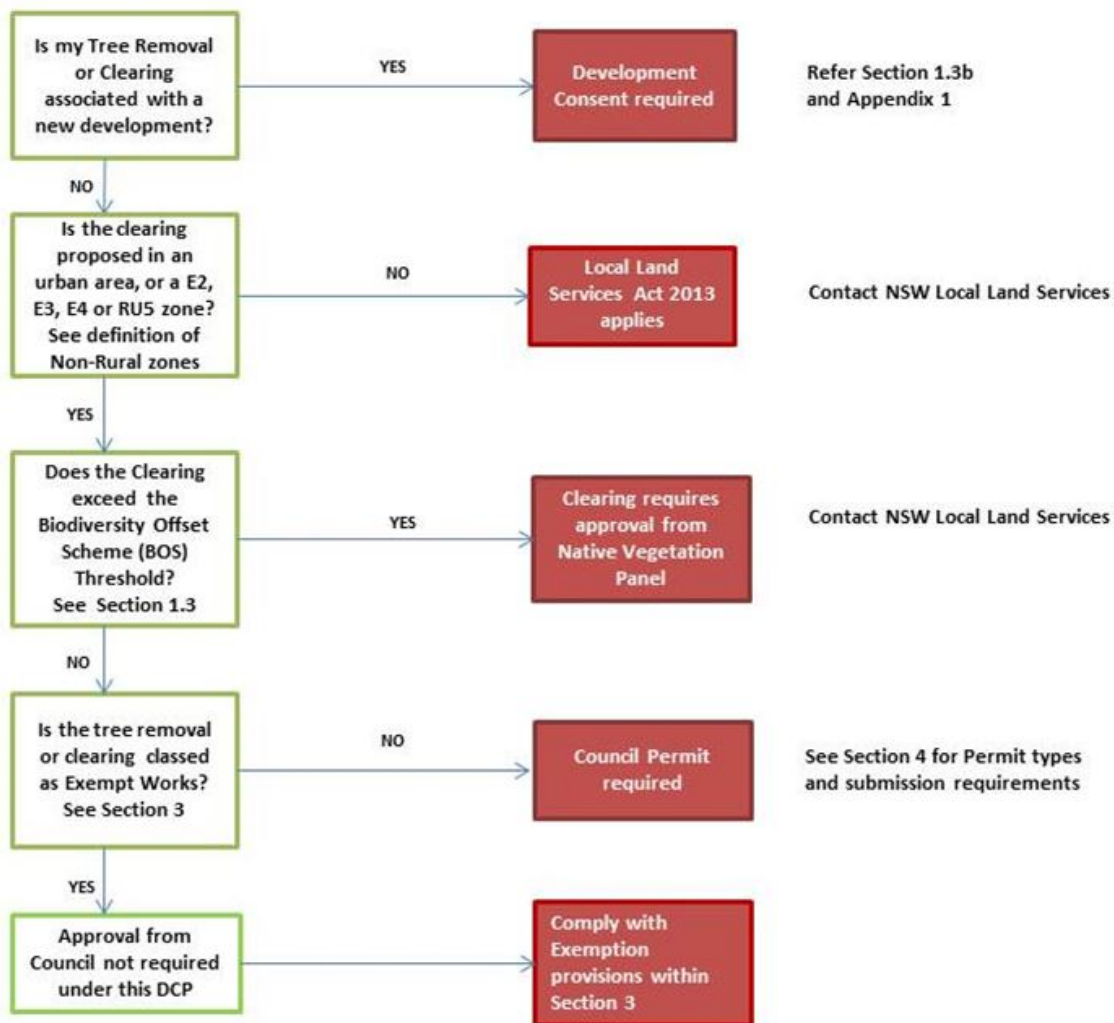 Is my Tree Removal
or Clearing
associated with a
new development?
YES
Development
Consent required
Refer Section 1.3b
and Appendix 1
NO
Is the clearing
proposed in an
urban area, or a E2,
E3, E4 or RU5 zone?
See definition of
Non-Rural zones
NO
Local Land
Services Act 2013
applies
Contact NSW Local Land Services
YES
Does the Clearing
exceed the
Biodiversity Offset
Scheme (BOS)
Threshold?
See Section 1.3
YES
Clearing requires
approval from
Native Vegetation
Panel
Contact NSW Local Land Services
NO
Is the tree removal
or clearing classed
as Exempt Works?
See Section 3
NO
Council Permit
required
See Section 4 for Permit types
and submission requirements
YES
Approval from
Council not required
under this DCP
Comply with
Exemption
provisions within
Section 3